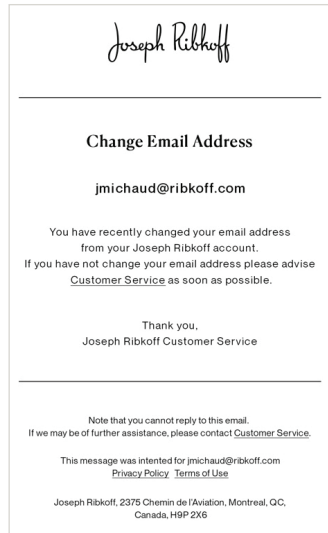 Joseph Ribkoff
Change Email Address
jmichaud@ribkoff.com
You have recently changed your email address
from your Joseph Ribkoff account.
If you have not change your email address please advise
Customer Service as soon as possible.
Thank you,
Joseph Ribkoff Customer Service
Note that you cannot reply to this email.
If we may be of further assistance, please contact Customer Service.
This message was intented for jmichaud@ribkoff.com
Privacy Policy Terms of Use
Joseph Ribkoff, 2375 Chemin de l'Aviation, Montreal, QC,
Canada, H9P 2X6